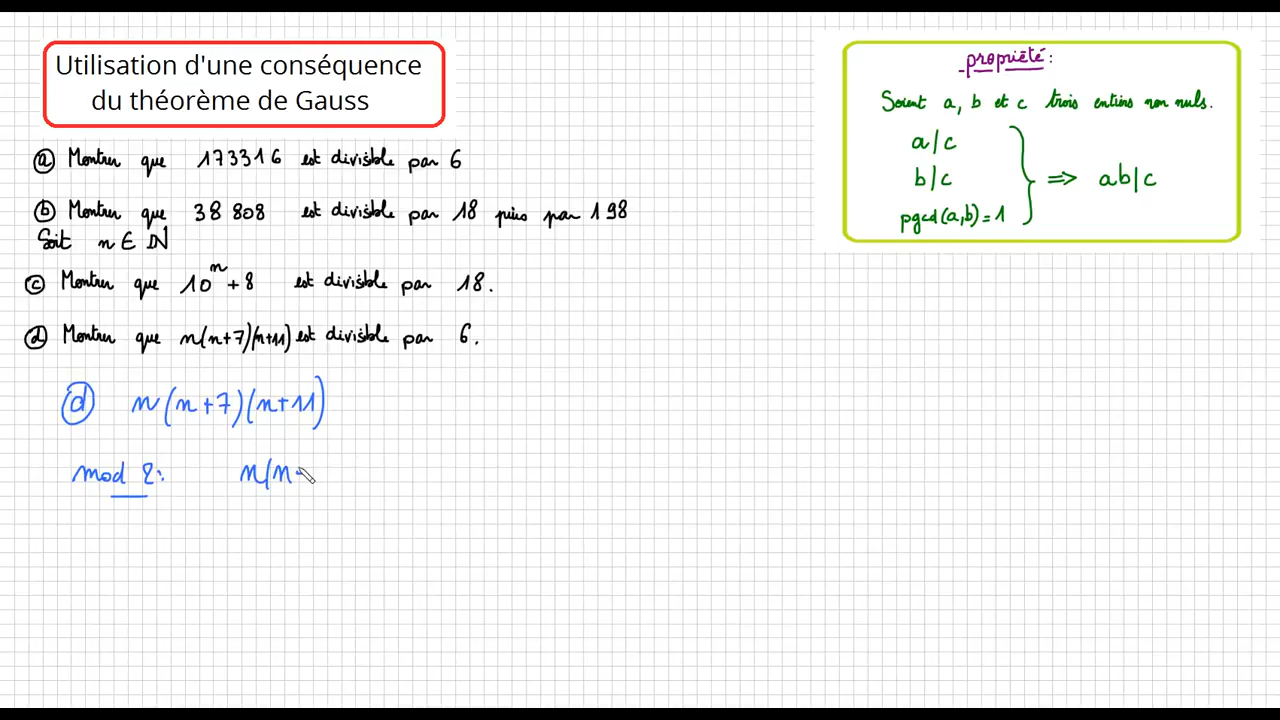 Utilisation d'une conséquence
du théorème de Gauss
propriété :
Soient a, b et c trois entiers non nuls.
a|c
b|c
pgcd(a,b)=1
⟹ ab|c
ⓐ Montrer que 173316 est divisible par 6
ⓑ Montrer que 38 808 est divisible par 18 puis par 198
Soit n ∈ ℕ
ⓒ Montrer que 10ⁿ + 8 est divisible par 18.
ⓓ Montrer que n(n+7)(n+11) est divisible par 6.
ⓓ n(n+7)(n+11)
mod 2: n(n